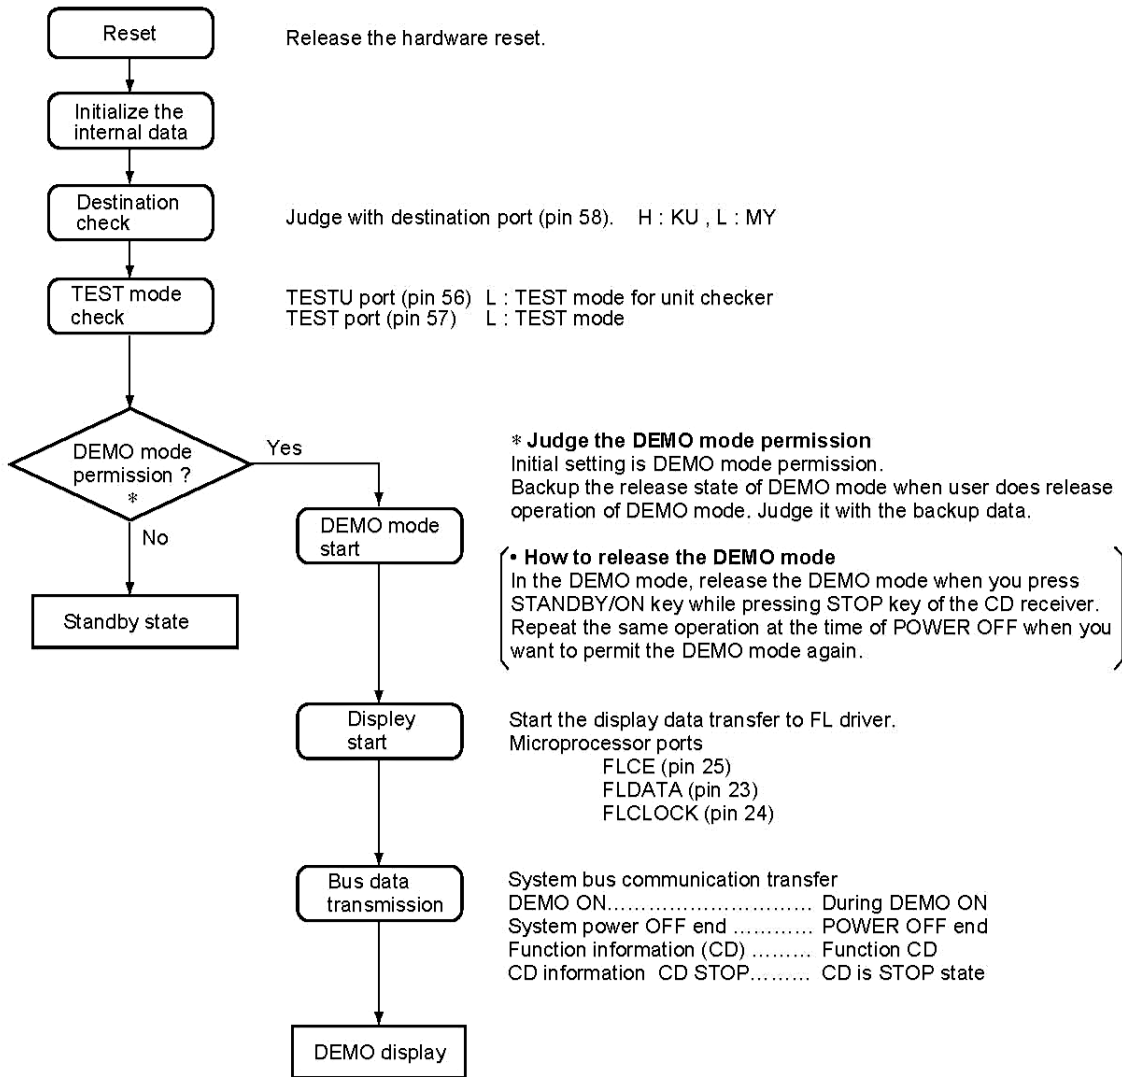 Reset
Release the hardware reset.
Initialize the
internal data
Destination
check
Judge with destination port (pin 58). H : KU , L : MY
TEST mode
check
TESTU port (pin 56) L : TEST mode for unit checker
TEST port (pin 57) L : TEST mode
DEMO mode
permission ?
*
Yes
No
Standby state
DEMO mode
start
* Judge the DEMO mode permission
Initial setting is DEMO mode permission.
Backup the release state of DEMO mode when user does release
operation of DEMO mode. Judge it with the backup data.
• How to release the DEMO mode
In the DEMO mode, release the DEMO mode when you press
STANDBY/ON key while pressing STOP key of the CD receiver.
Repeat the same operation at the time of POWER OFF when you
want to permit the DEMO mode again.
Displey
start
Start the display data transfer to FL driver.
Microprocessor ports
FLCE (pin 25)
FLDATA (pin 23)
FLCLOCK (pin 24)
Bus data
transmission
System bus communication transfer
DEMO ON............................... During DEMO ON
System power OFF end ............ POWER OFF end
Function information (CD) ......... Function CD
CD information CD STOP......... CD is STOP state
DEMO display